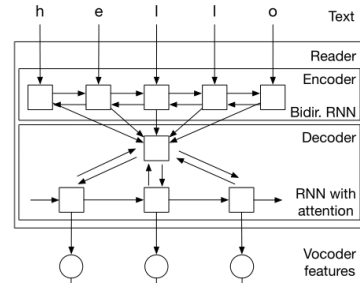 h e l l o Text
Reader
Encoder
Bidir. RNN
Decoder
RNN with
attention
Vocoder
features